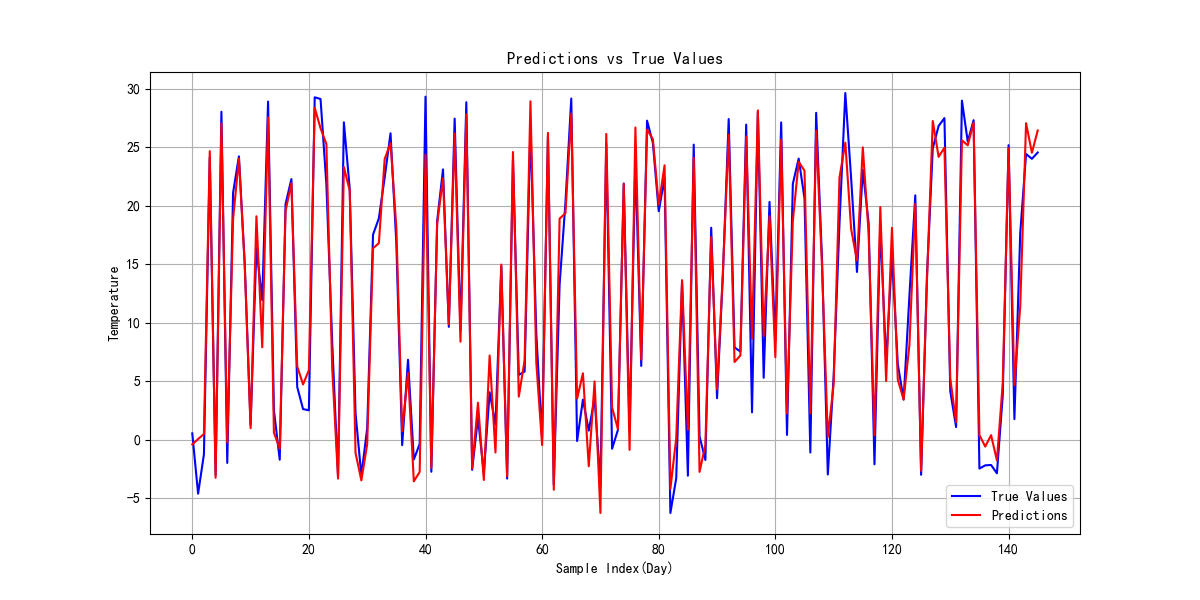 Predictions vs True Values
30
25
20
15
10
5
0
−5
Temperature
0 20 40 60 80 100 120 140
Sample Index(Day)
True Values
Predictions